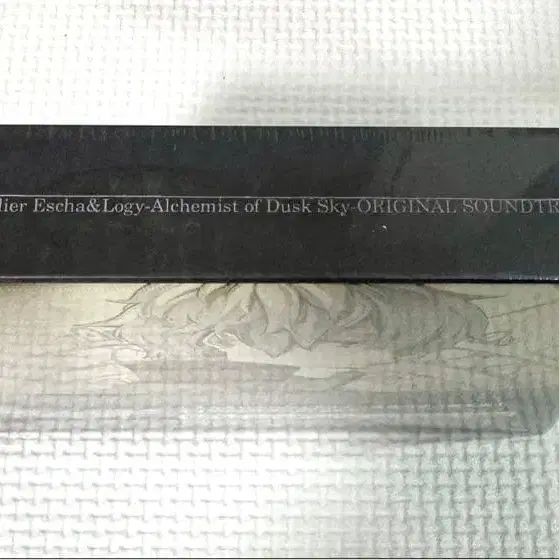 lier Escha&Logy-Alchemist of Dusk Sky-ORIGINAL SOUNDTR